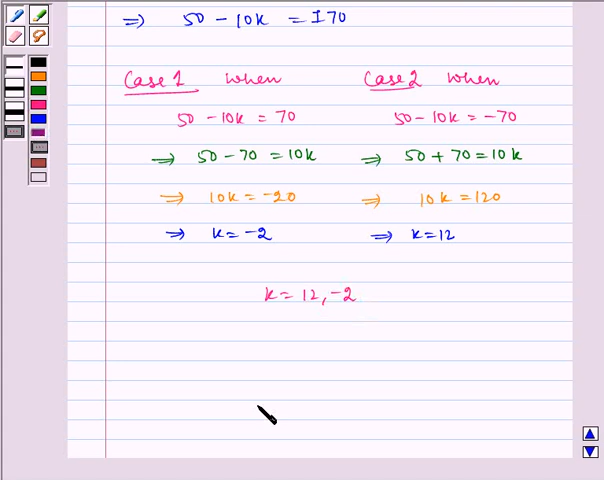 ⇒ 50 - 10k = ±70
Case 1 when
50 - 10k = 70
⇒ 50 - 70 = 10k
⇒ 10k = -20
⇒ k = -2
Case 2 when
50 - 10k = -70
⇒ 50 + 70 = 10k
⇒ 10k = 120
⇒ k = 12
k = 12, -2